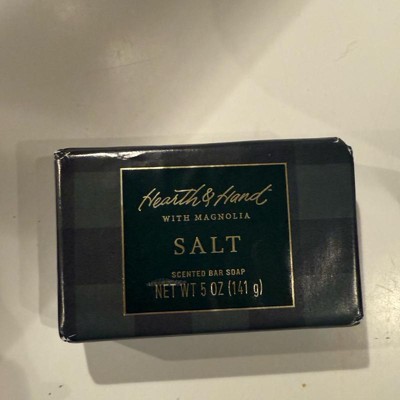 Hearth & Hand
WITH MAGNOLIA
SALT
SCENTED BAR SOAP
NET WT 5 OZ (141 g)